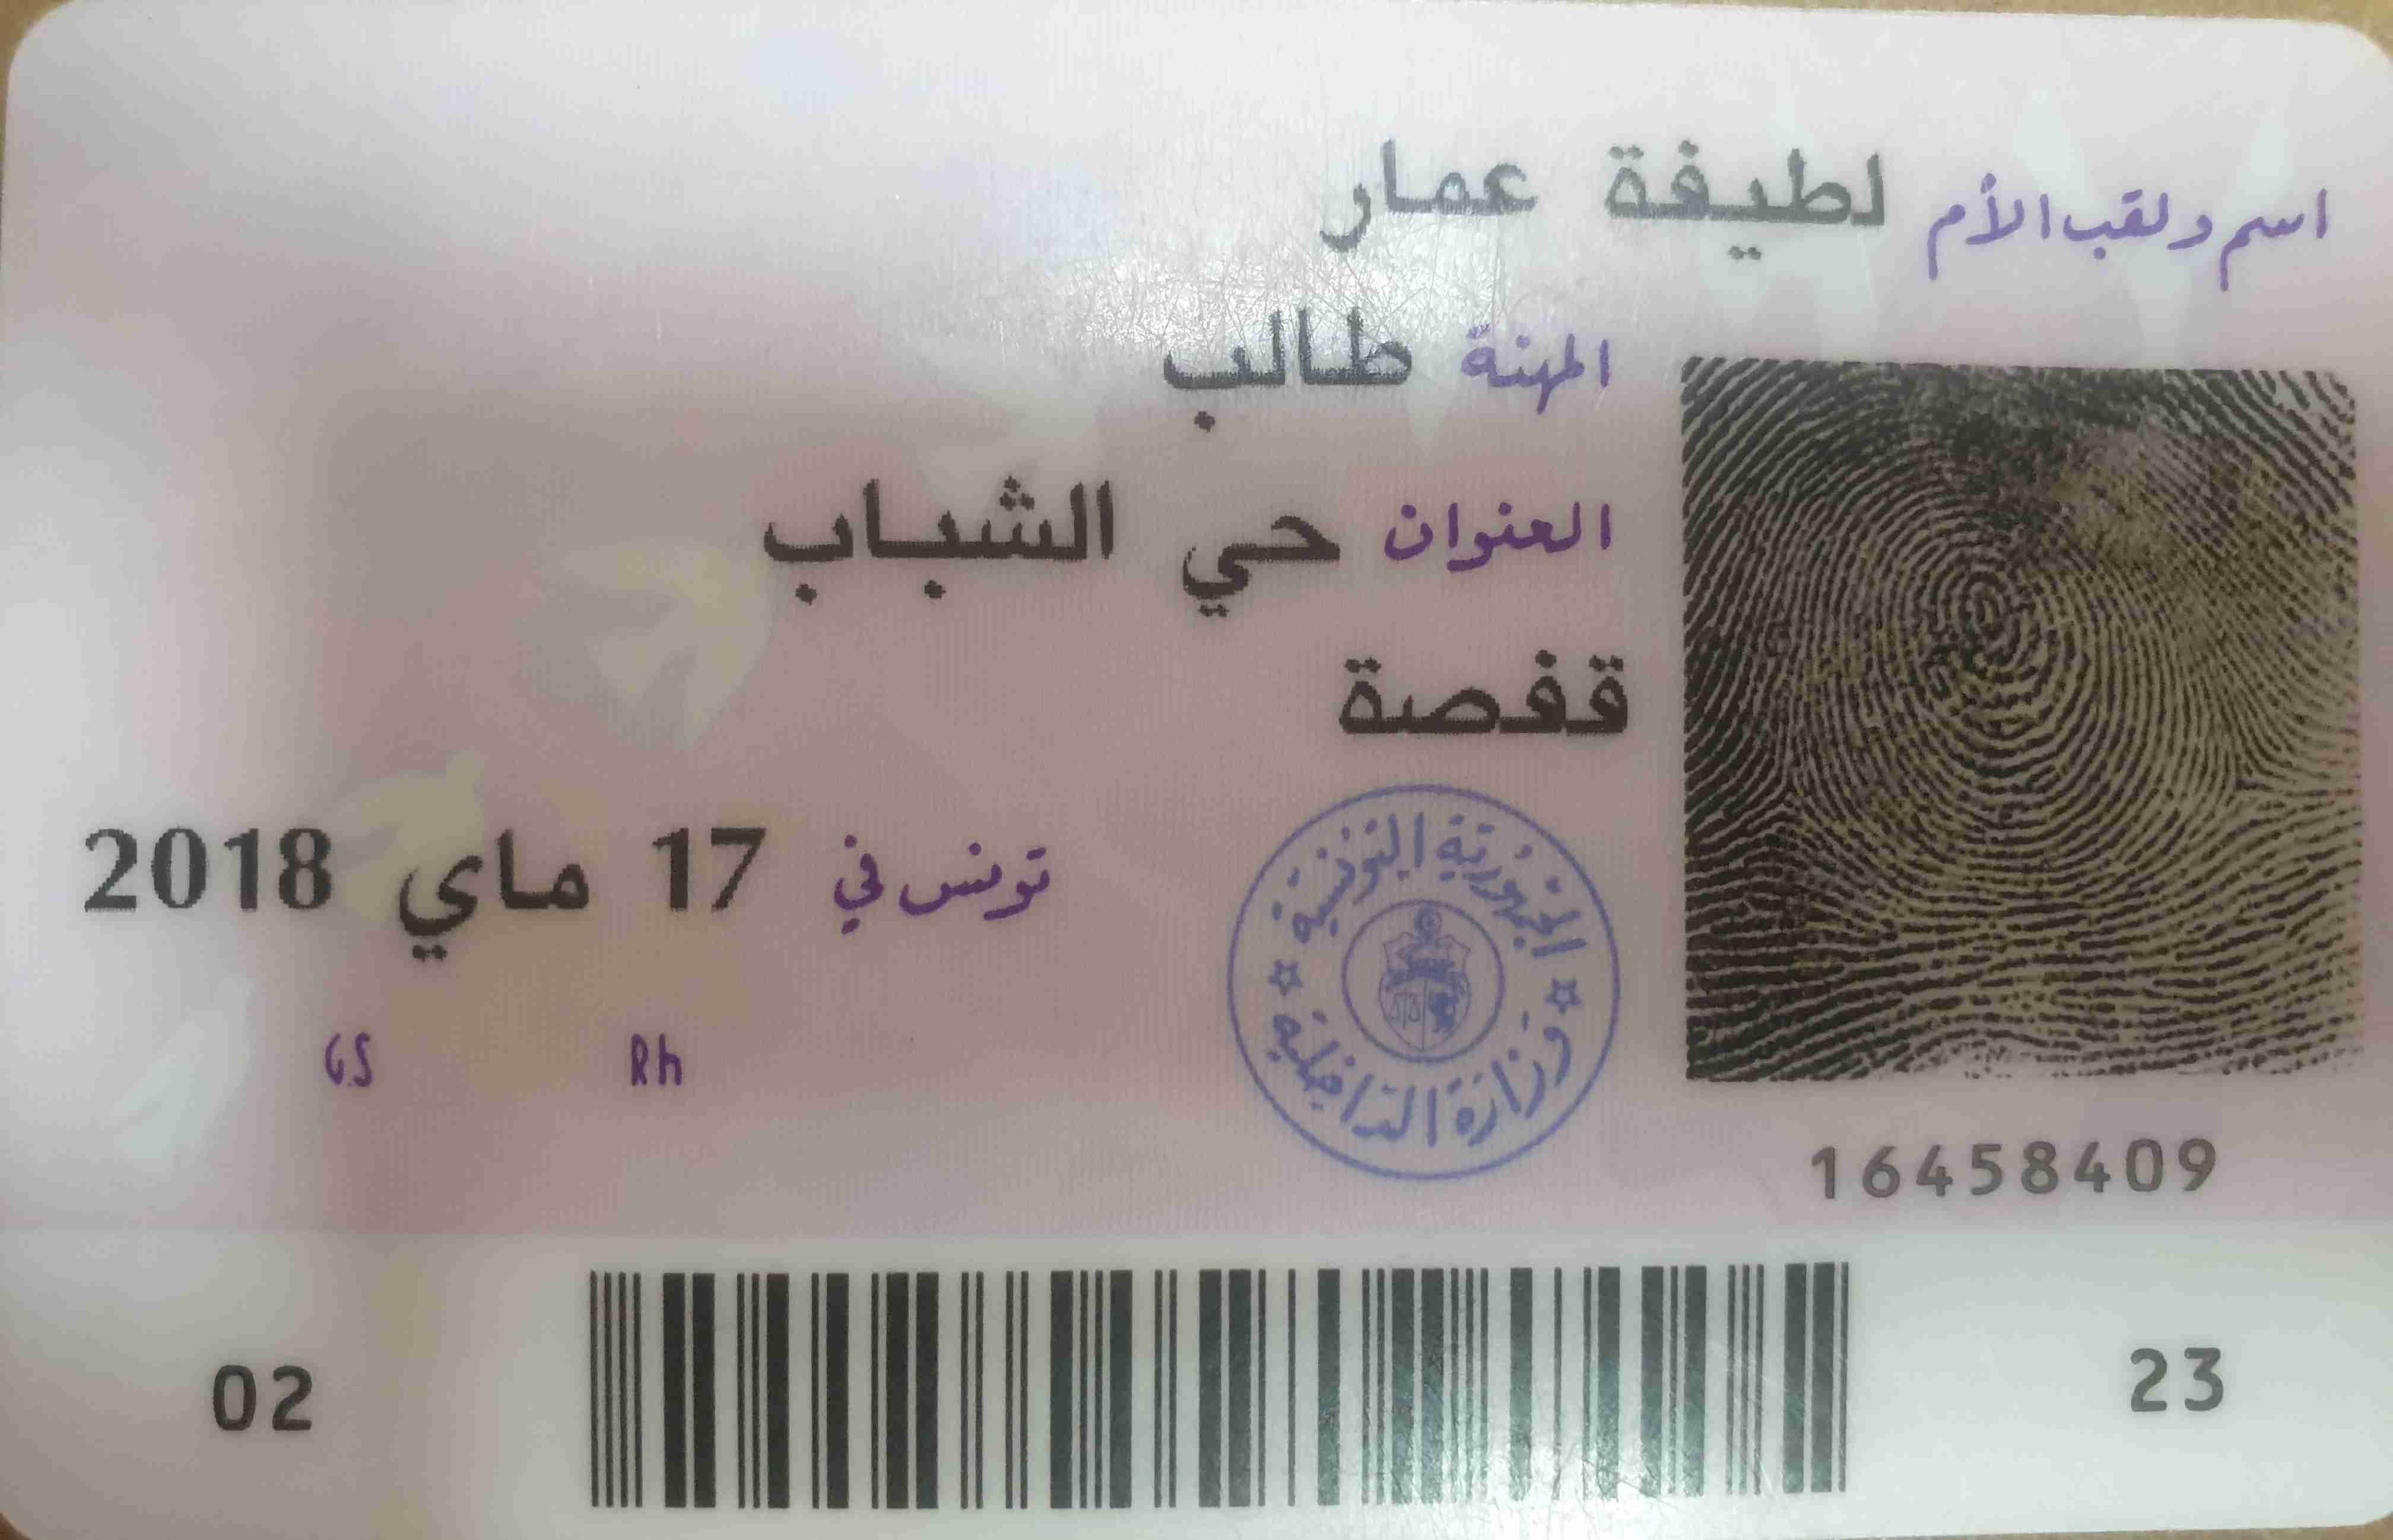 اسم ولقب الأم لطيفة عمار
المهنة طالب
العنوان حي الشباب
قفصة
تونس في 17 ماي 2018
الجمهورية التونسية
وزارة الداخلية
GS Rh
16458409
02 23